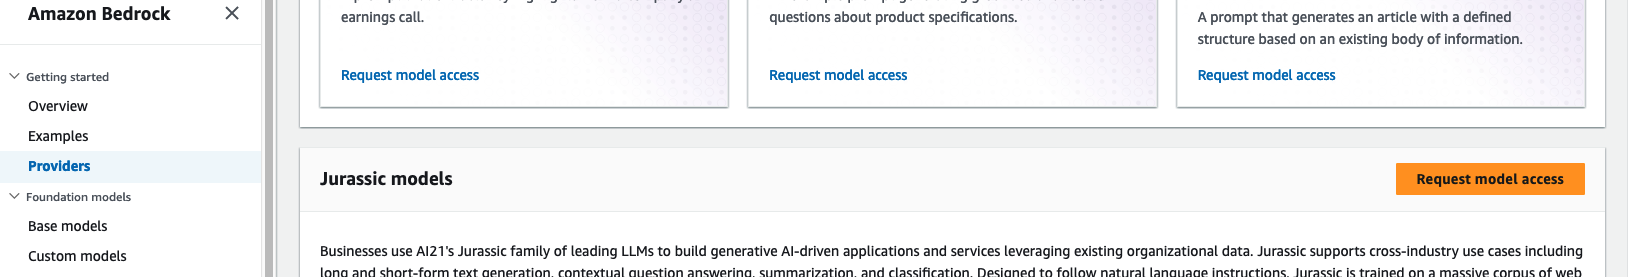 Amazon Bedrock
Getting started
Overview
Examples
Providers
Foundation models
Base models
Custom models
earnings call.
Request model access
questions about product specifications.
Request model access
A prompt that generates an article with a defined
structure based on an existing body of information.
Request model access
Jurassic models
Request model access
Businesses use AI21's Jurassic family of leading LLMs to build generative AI-driven applications and services leveraging existing organizational data. Jurassic supports cross-industry use cases including
long and short-form text generation, contextual question answering, summarization, and classification. Designed to follow natural language instructions, Jurassic is trained on a massive corpus of web